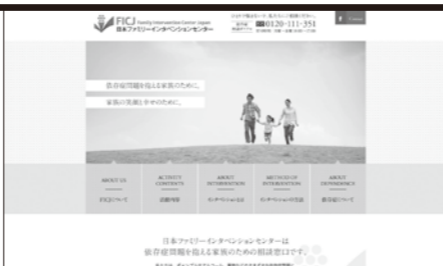 FICJ Family Intervention Center Japan
日本ファミリーインタベンションセンター
0120-111-351
依存症問題を抱える家族のために。
家族の笑顔と幸せのために。
ABOUT US
FICJについて
ACTIVITY
CONTENTS
活動内容
ABOUT
INTERVENTION
インタベンションとは
METHOD OF
INTERVENTION
インタベンションの方法
ABOUT
DEPENDENCE
依存症について
日本ファミリーインタベンションセンターは
依存症問題を抱える家族のための相談窓口です。